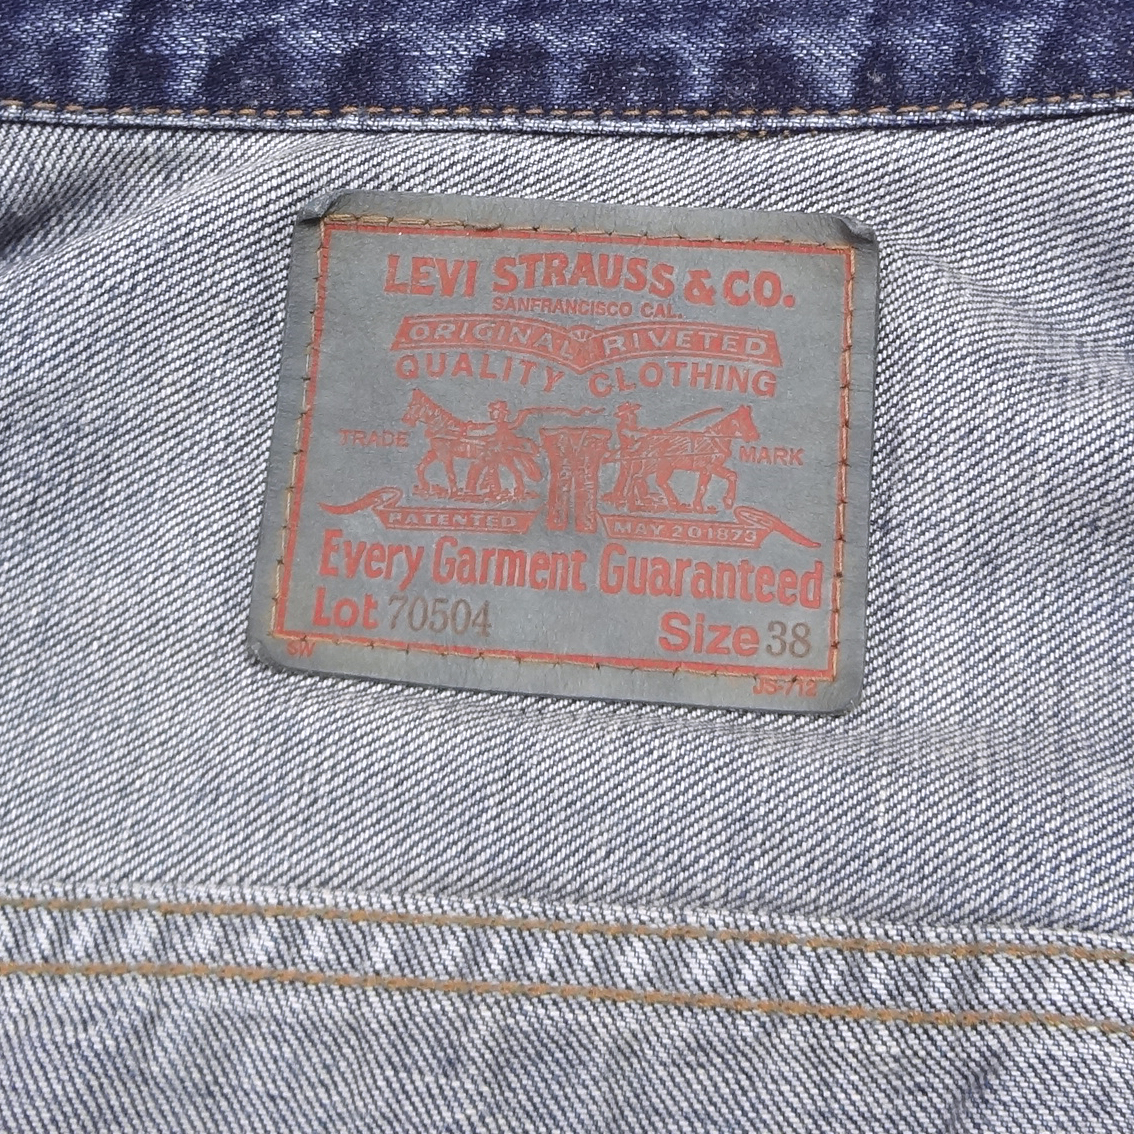 LEVI STRAUSS & CO.
SANFRANCISCO CAL.
ORIGINAL RIVETED
QUALITY CLOTHING
TRADE MARK
PATENTED MAY 20 1873
Every Garment Guaranteed
Lot 70504 Size 38
SW JS-712